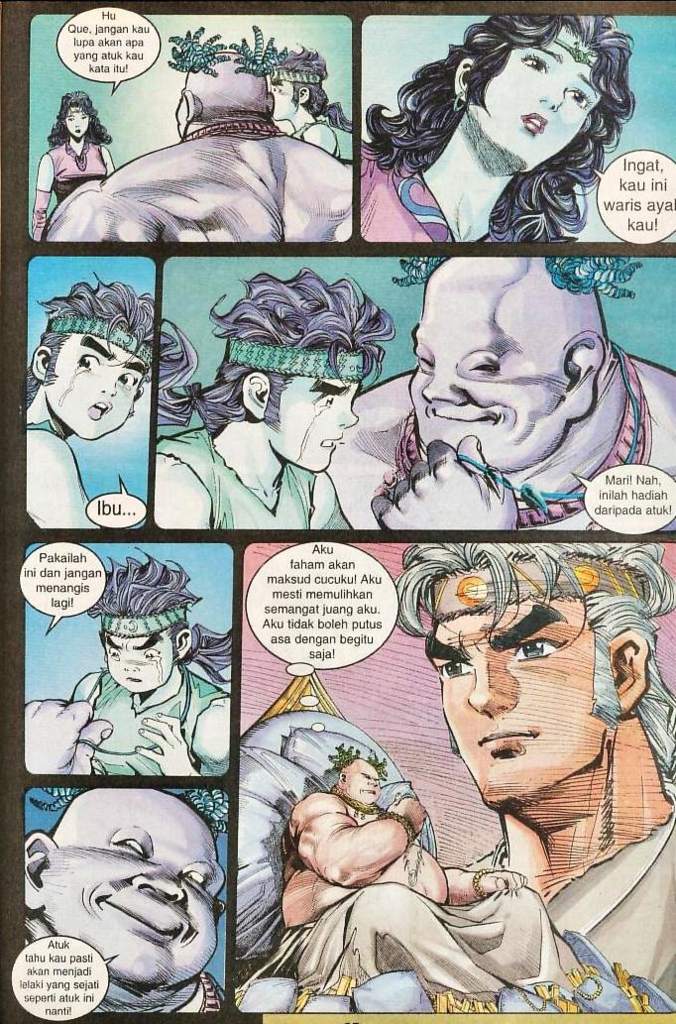 Hu
Que, jangan kau
lupa akan apa
yang atuk kau
kata itu!
Ingat,
kau ini
waris ayah
kau!
Ibu...
Mari! Nah,
inilah hadiah
daripada atuk!
Pakailah
ini dan jangan
menangis
lagi!
Aku
faham akan
maksud cucuku! Aku
mesti memulihkan
semangat juang aku.
Aku tidak boleh putus
asa dengan begitu
saja!
Atuk
tahu kau pasti
akan menjadi
lelaki yang sejati
seperti atuk ini
nanti!